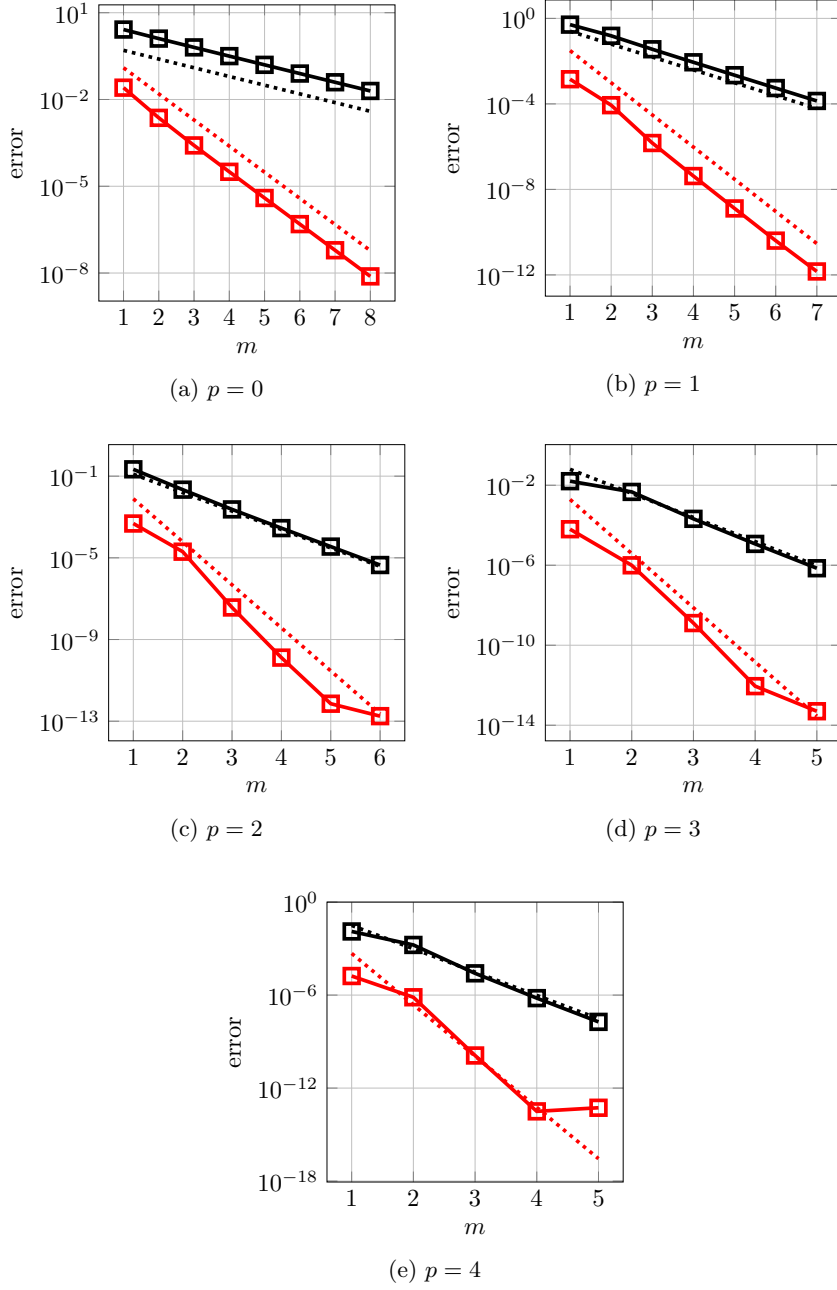 10^1
10^−2
10^−5
10^−8
error
1 2 3 4 5 6 7 8
m
(a) p = 0
10^0
10^−4
10^−8
10^−12
error
1 2 3 4 5 6 7
m
(b) p = 1
10^−1
10^−5
10^−9
10^−13
error
1 2 3 4 5 6
m
(c) p = 2
10^−2
10^−6
10^−10
10^−14
error
1 2 3 4 5
m
(d) p = 3
10^0
10^−6
10^−12
10^−18
error
1 2 3 4 5
m
(e) p = 4